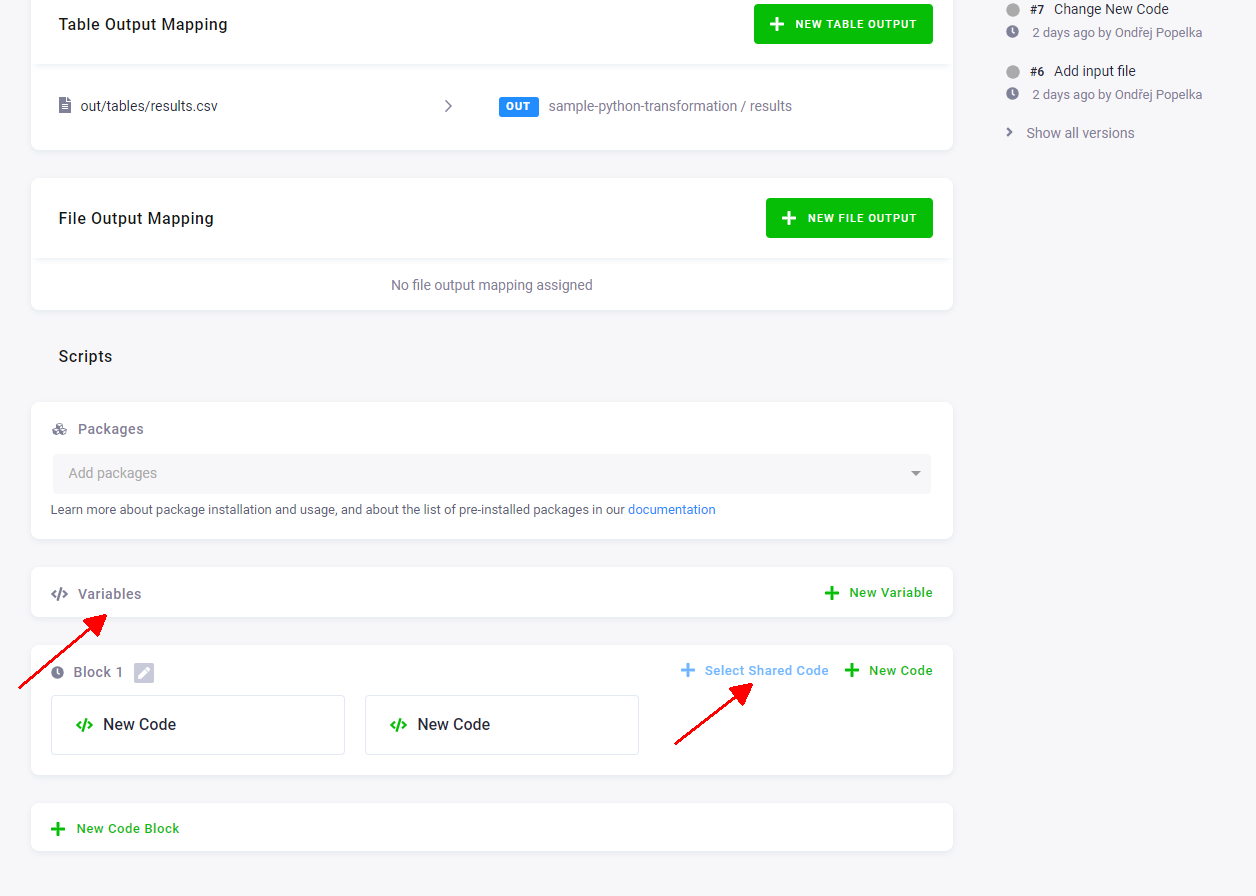 Table Output Mapping
NEW TABLE OUTPUT
out/tables/results.csv
OUT sample-python-transformation / results
File Output Mapping
NEW FILE OUTPUT
No file output mapping assigned
Scripts
Packages
Add packages
Learn more about package installation and usage, and about the list of pre-installed packages in our documentation
Variables
New Variable
Block 1
Select Shared Code
New Code
New Code
New Code
New Code Block
#7 Change New Code
2 days ago by Ondřej Popelka
#6 Add input file
2 days ago by Ondřej Popelka
Show all versions